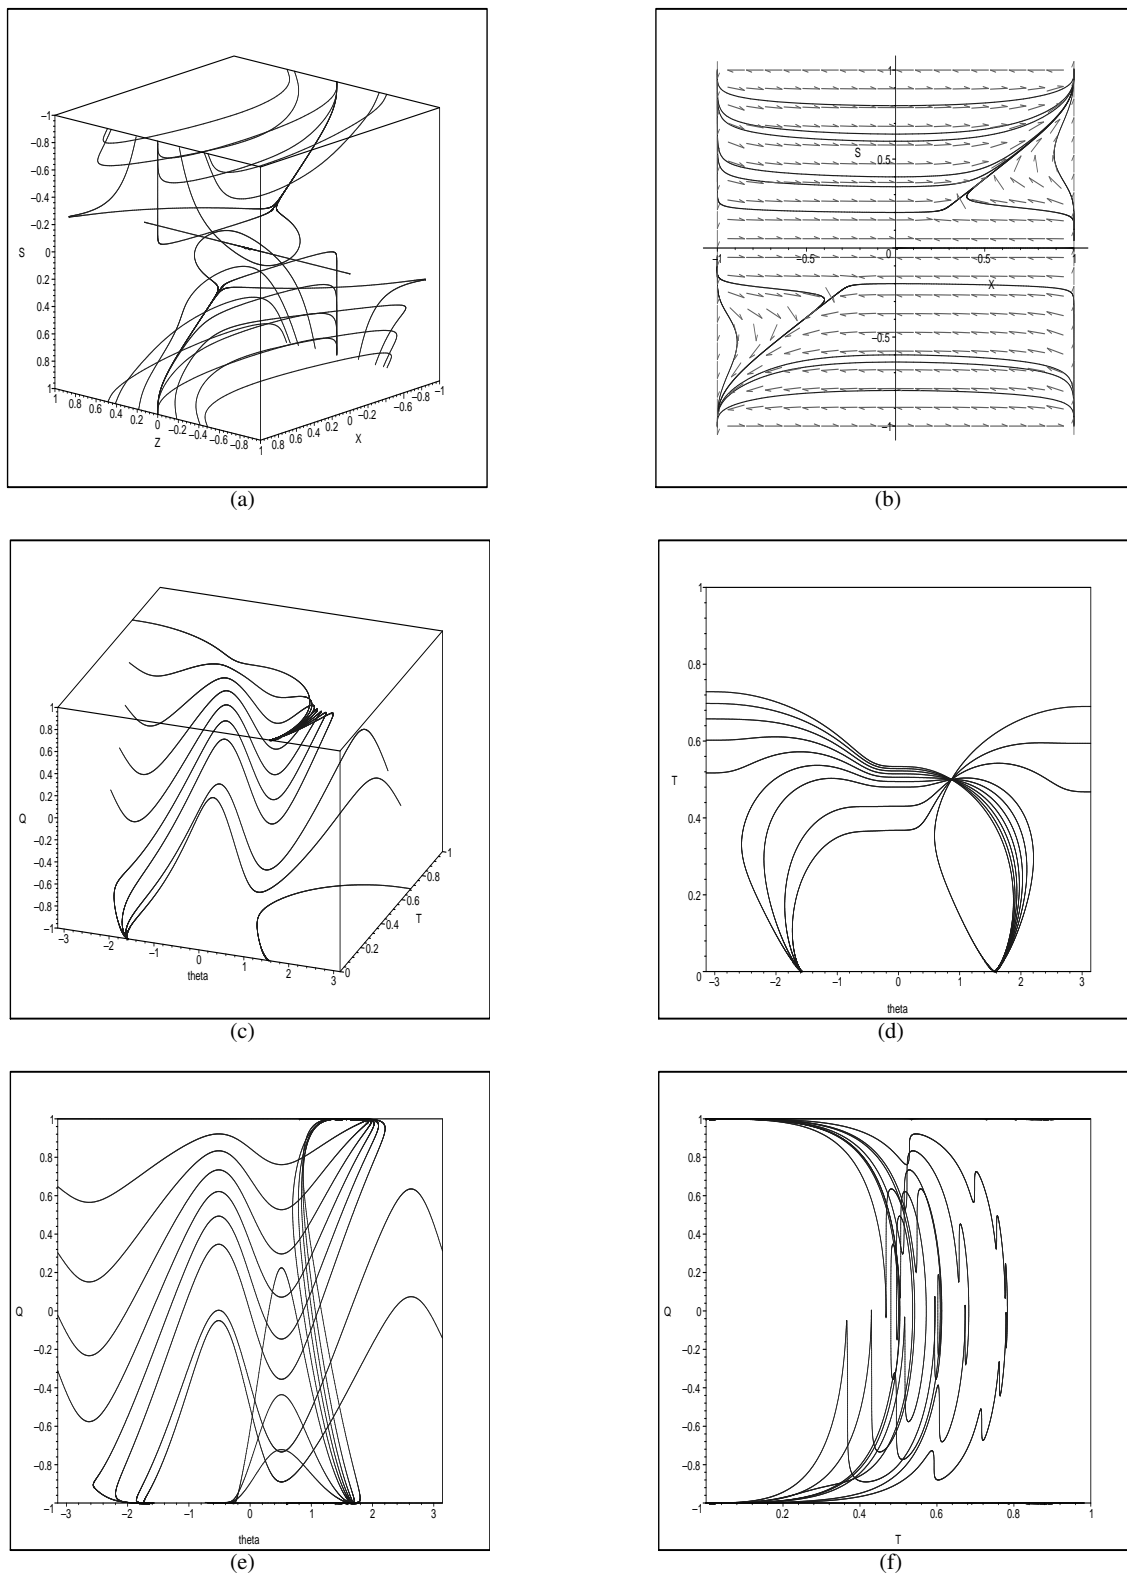 −1
−0.8
−0.6
−0.4
−0.2
S
0
0.2
0.4
0.6
0.8
1
1 0.8 0.6 0.4 0.2 0 −0.2 −0.4 −0.6 −0.8 1
Z
0.8 0.6 0.4 0.2 0 −0.2 −0.4 −0.6 −0.8 −1
X
(a)
1
S
0.5
−1 −0.5 0 0.5 1
X
−0.5
−1
(b)
1
0.8
0.6
0.4
0.2
Q 0
−0.2
−0.4
−0.6
−0.8
−1
−3 −2 −1 0 1 2 3
theta
0 0.2 0.4 0.6 0.8 1
T
(c)
1
0.8
0.6
T
0.4
0.2
0
−3 −2 −1 0 1 2 3
theta
(d)
1
0.8
0.6
0.4
0.2
Q 0
−0.2
−0.4
−0.6
−0.8
−1
−3 −2 −1 0 1 2 3
theta
(e)
1
0.8
0.6
0.4
0.2
Q 0
−0.2
−0.4
−0.6
−0.8
−1
0.2 0.4 0.6 0.8 1
T
(f)